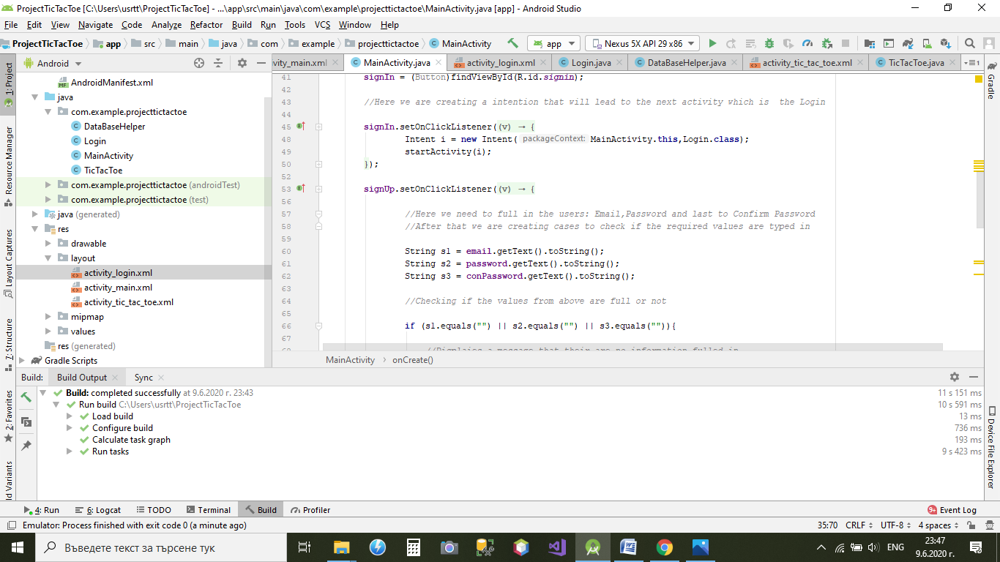 ProjectTicTacToe [C:\Users\usrtt\ProjectTicTacToe] - ...\app\src\main\java\com\example\projecttictactoe\MainActivity.java [app] - Android Studio
File Edit View Navigate Code Analyze Refactor Build Run Tools VCS Window Help
ProjectTicTacToe app src main java com example projecttictactoe MainActivity app Nexus 5X API 29 x86
1: Project
Resource Manager
Layout Captures
7: Structure
2: Favorites
ld Variants
Android
AndroidManifest.xml
java
com.example.projecttictactoe
DataBaseHelper
Login
MainActivity
TicTacToe
com.example.projecttictactoe (androidTest)
com.example.projecttictactoe (test)
java (generated)
res
drawable
layout
activity_login.xml
activity_main.xml
activity_tic_tac_toe.xml
mipmap
values
res (generated)
Gradle Scripts
vity_main.xml MainActivity.java activity_login.xml Login.java DataBaseHelper.java activity_tic_tac_toe.xml TicTacToe.java 1
41 signIn = (Button)findViewById(R.id.signin);
42
43 //Here we are creating a intention that will lead to the next activity which is  the Login
44
45 signIn.setOnClickListener((v) → {
48 Intent i = new Intent( packageContext: MainActivity.this,Login.class);
49 startActivity(i);
50 });
52
53 signUp.setOnClickListener((v) → {
56
57 //Here we need to full in the users: Email,Password and last to Confirm Password
58 //After that we are creating cases to check if the required values are typed in
59
60 String s1 = email.getText().toString();
61 String s2 = password.getText().toString();
62 String s3 = conPassword.getText().toString();
63
64 //Checking if the values from above are full or not
65
66 if (s1.equals("") || s2.equals("") || s3.equals("")){
67
MainActivity onCreate()
Gradle
Device File Explorer
Build: Build Output Sync
Build: completed successfully at 9.6.2020 г. 23:43 11 s 151 ms
Run build C:\Users\usrtt\ProjectTicTacToe 10 s 591 ms
Load build 13 ms
Configure build 736 ms
Calculate task graph 193 ms
Run tasks 9 s 423 ms
4: Run 6: Logcat TODO Terminal Build Profiler 9+ Event Log
Emulator: Process finished with exit code 0 (a minute ago) 35:70 CRLF UTF-8 4 spaces
Въведете текст за търсене тук ENG 23:47
9.6.2020 г.